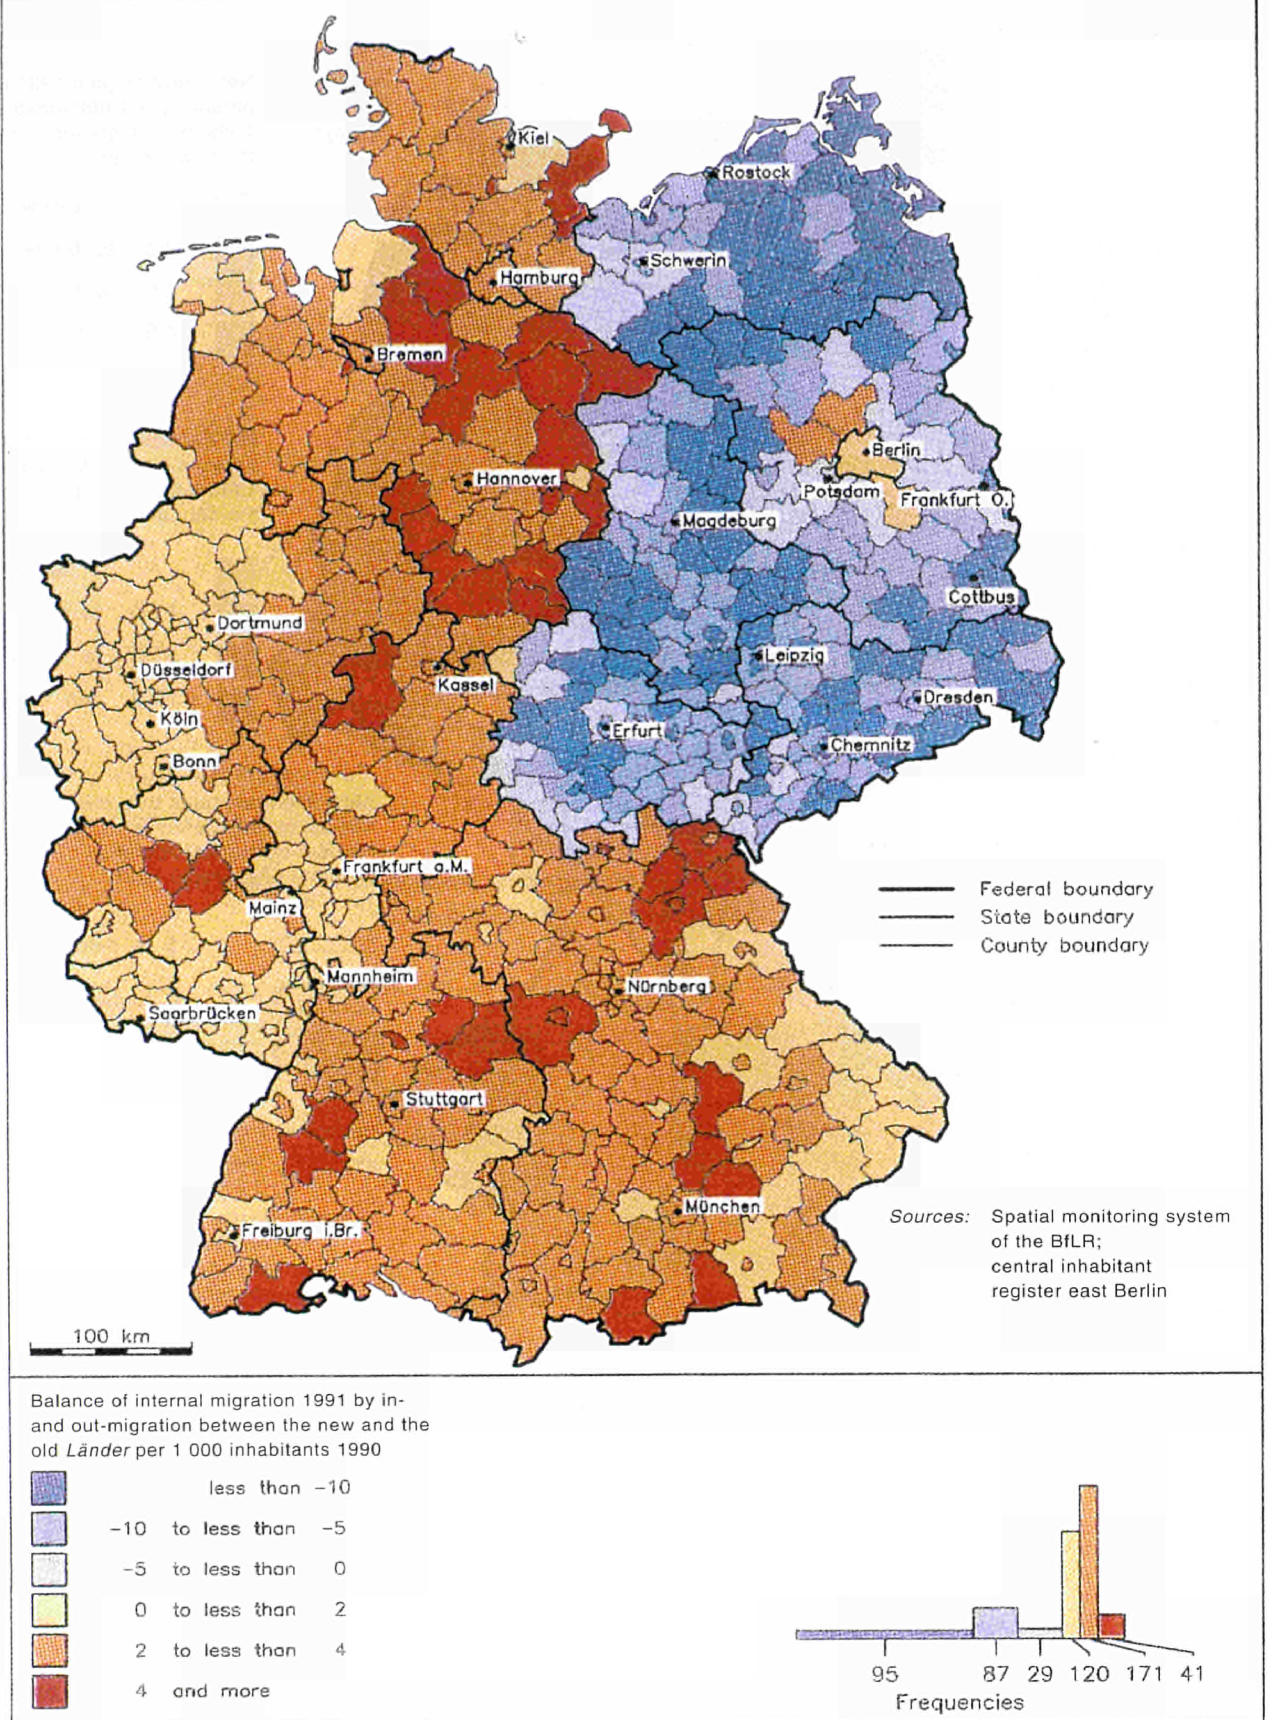 Kiel
Rostock
Schwerin
Hamburg
Bremen
Berlin
Hannover
Potsdam
Frankfurt O.
Magdeburg
Cottbus
Dortmund
Leipzig
Düsseldorf
Kassel
Dresden
Köln
Erfurt
Chemnitz
Bonn
Frankfurt a.M.
Mainz
Mannheim
Nürnberg
Saarbrücken
Stuttgart
München
Freiburg i.Br.
Federal boundary
State boundary
County boundary
Sources: Spatial monitoring system
of the BfLR;
central inhabitant
register east Berlin
100 km
Balance of internal migration 1991 by in-
and out-migration between the new and the
old Länder per 1 000 inhabitants 1990
less than -10
-10 to less than -5
-5 to less than 0
0 to less than 2
2 to less than 4
4 and more
95 87 29 120 171 41
Frequencies